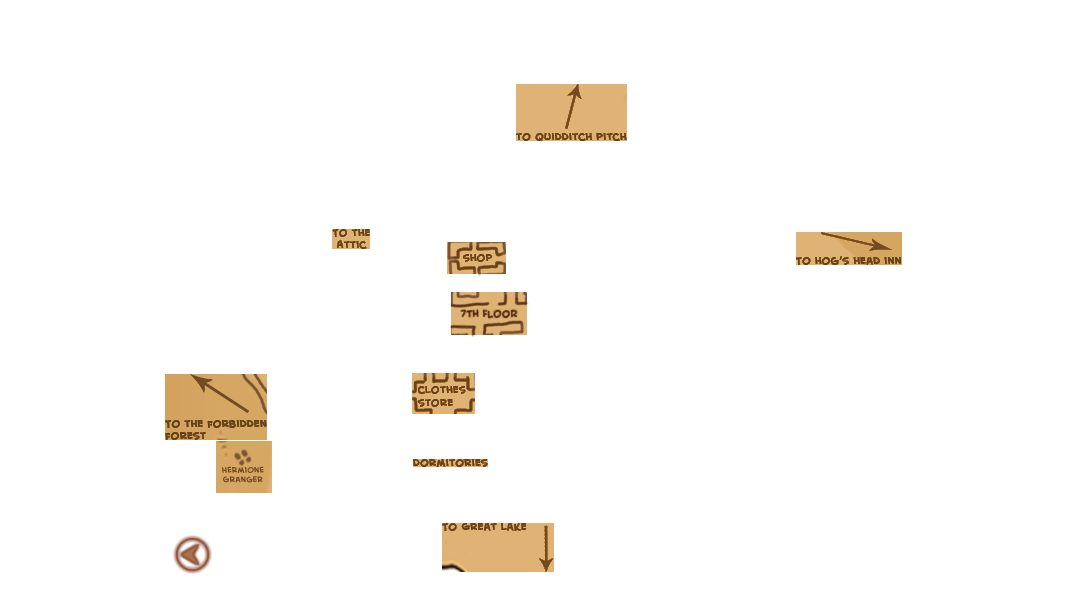 TO QUIDDITCH PITCH
TO THE
ATTIC
SHOP
TO HOG'S HEAD INN
7TH FLOOR
CLOTHES
STORE
TO THE FORBIDDEN
FOREST
DORMITORIES
HERMIONE
GRANGER
TO GREAT LAKE